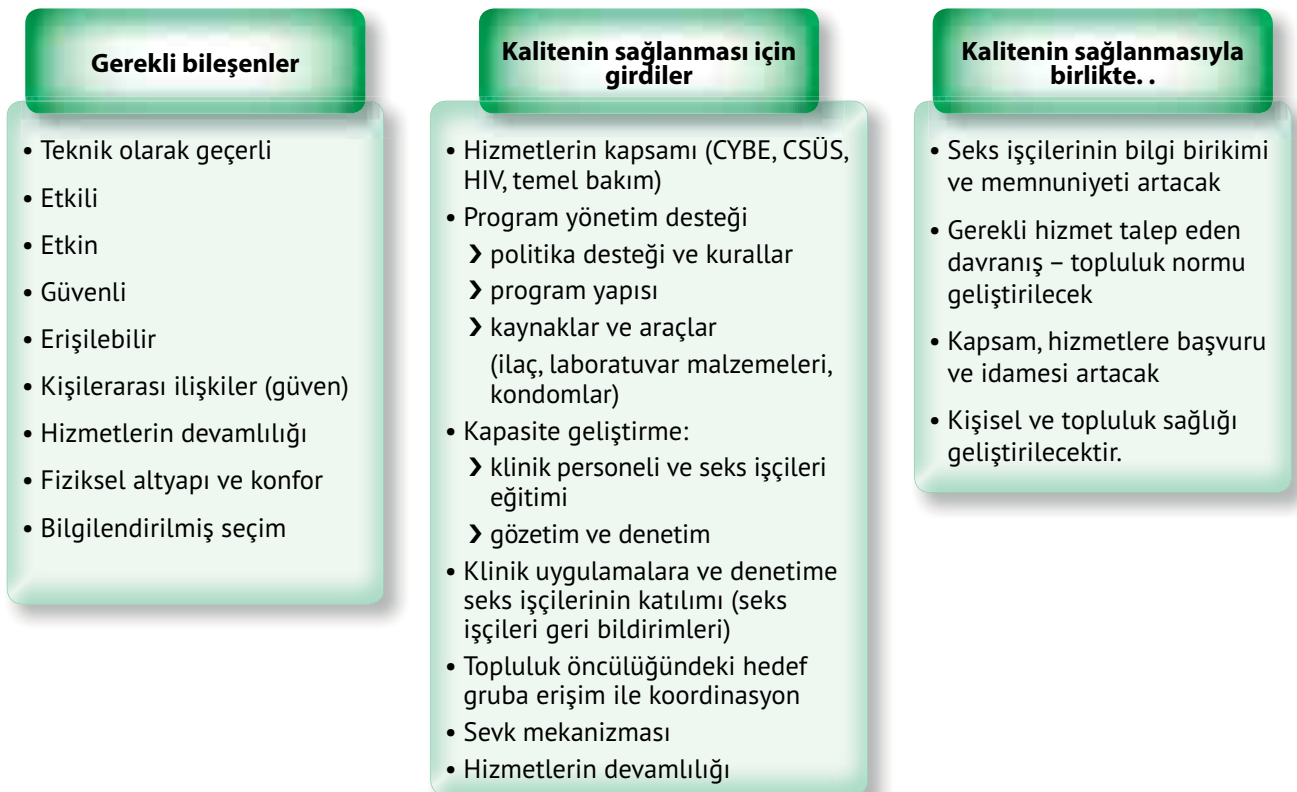 Gerekli bileşenler
• Teknik olarak geçerli
• Etkili
• Etkin
• Güvenli
• Erişilebilir
• Kişilerarası ilişkiler (güven)
• Hizmetlerin devamlılığı
• Fiziksel altyapı ve konfor
• Bilgilendirilmiş seçim
Kalitenin sağlanması için
girdiler
• Hizmetlerin kapsamı (CYBE, CSÜS,
HIV, temel bakım)
• Program yönetim desteği
❯ politika desteği ve kurallar
❯ program yapısı
❯ kaynaklar ve araçlar
(ilaç, laboratuvar malzemeleri,
kondomlar)
• Kapasite geliştirme:
❯ klinik personeli ve seks işçileri
eğitimi
❯ gözetim ve denetim
• Klinik uygulamalara ve denetime
seks işçilerinin katılımı (seks
işçileri geri bildirimleri)
• Topluluk öncülüğündeki hedef
gruba erişim ile koordinasyon
• Sevk mekanizması
• Hizmetlerin devamlılığı
Kalitenin sağlanmasıyla
birlikte. .
• Seks işçilerinin bilgi birikimi
ve memnuniyeti artacak
• Gerekli hizmet talep eden
davranış – topluluk normu
geliştirilecek
• Kapsam, hizmetlere başvuru
ve idamesi artacak
• Kişisel ve topluluk sağlığı
geliştirilecektir.